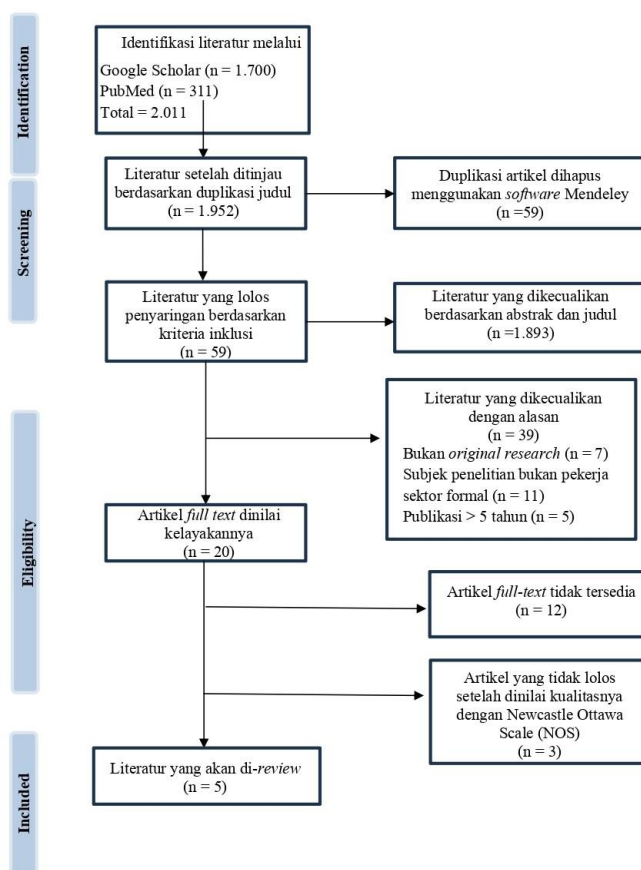 Identification
Identifikasi literatur melalui
Google Scholar (n = 1.700)
PubMed (n = 311)
Total = 2.011
Screening
Literatur setelah ditinjau
berdasarkan duplikasi judul
(n = 1.952)
Duplikasi artikel dihapus
menggunakan software Mendeley
(n =59)
Literatur yang lolos
penyaringan berdasarkan
kriteria inklusi
(n = 59)
Literatur yang dikecualikan
berdasarkan abstrak dan judul
(n =1.893)
Eligibility
Literatur yang dikecualikan
dengan alasan
(n = 39)
Bukan original research (n = 7)
Subjek penelitian bukan pekerja
sektor formal (n = 11)
Publikasi > 5 tahun (n = 5)
Artikel full text dinilai
kelayakannya
(n = 20)
Artikel full-text tidak tersedia
(n = 12)
Artikel yang tidak lolos
setelah dinilai kualitasnya
dengan Newcastle Ottawa
Scale (NOS)
(n = 3)
Included
Literatur yang akan di-review
(n = 5)